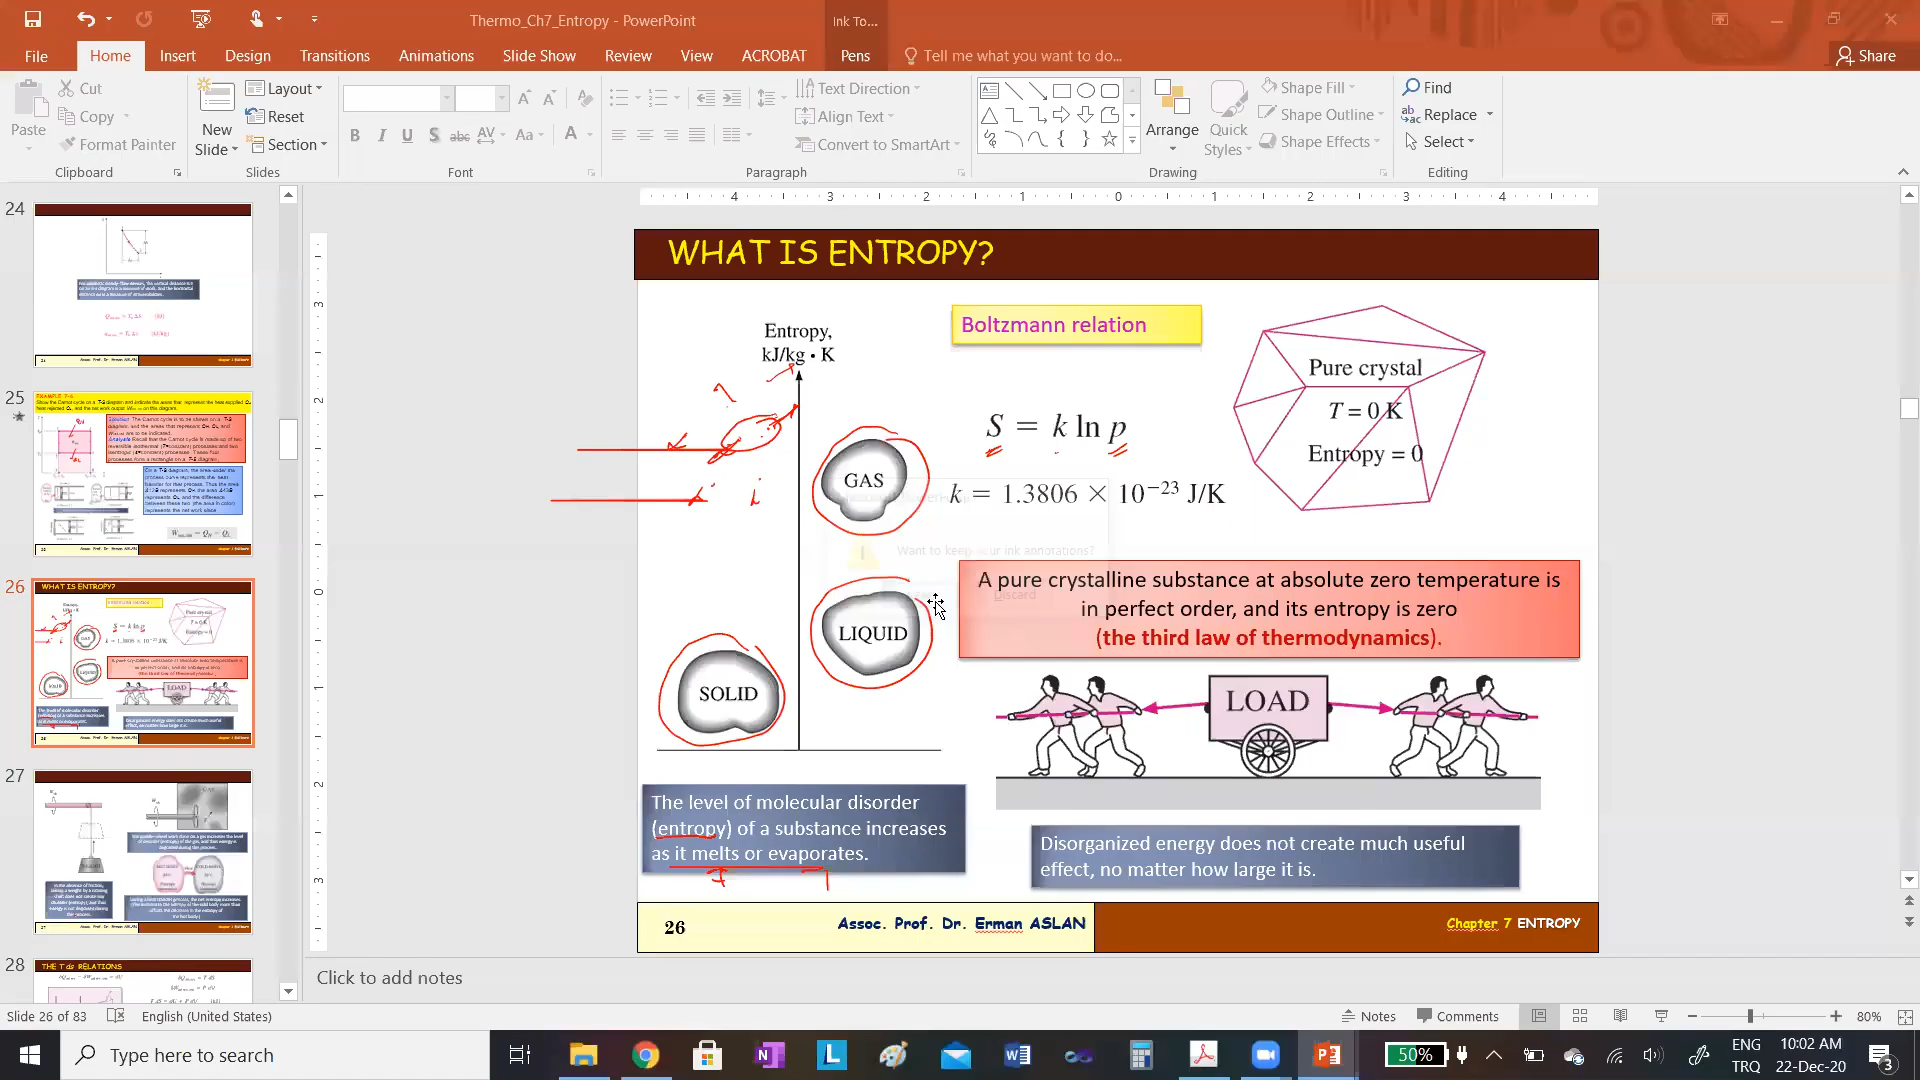 Thermo_Ch7_Entropy - PowerPoint
Ink To...
File
Home
Insert
Design
Transitions
Animations
Slide Show
Review
View
ACROBAT
Pens
Tell me what you want to do...
Share
Paste
Cut
Copy
Format Painter
Clipboard
New Slide
Layout
Reset
Section
Slides
Font
Text Direction
Align Text
Convert to SmartArt
Paragraph
Arrange
Quick Styles
Shape Fill
Shape Outline
Shape Effects
Drawing
Find
Replace
Select
Editing
24
25
26
27
28
WHAT IS ENTROPY?
THE T ds RELATIONS
WHAT IS ENTROPY?
Boltzmann relation
Entropy,
kJ/kg • K
S = k ln p
k = 1.3806 × 10⁻²³ J/K
Pure crystal
T = 0 K
Entropy = 0
GAS
LIQUID
SOLID
Want to keep your ink annotations?
Discard
A pure crystalline substance at absolute zero temperature is
in perfect order, and its entropy is zero
(the third law of thermodynamics).
LOAD
The level of molecular disorder
(entropy) of a substance increases
as it melts or evaporates.
Disorganized energy does not create much useful
effect, no matter how large it is.
26
Assoc. Prof. Dr. Erman ASLAN
Chapter 7 ENTROPY
Click to add notes
Slide 26 of 83
English (United States)
Notes
Comments
80%
Type here to search
50%
ENG
TRQ
10:02 AM
22-Dec-20
3